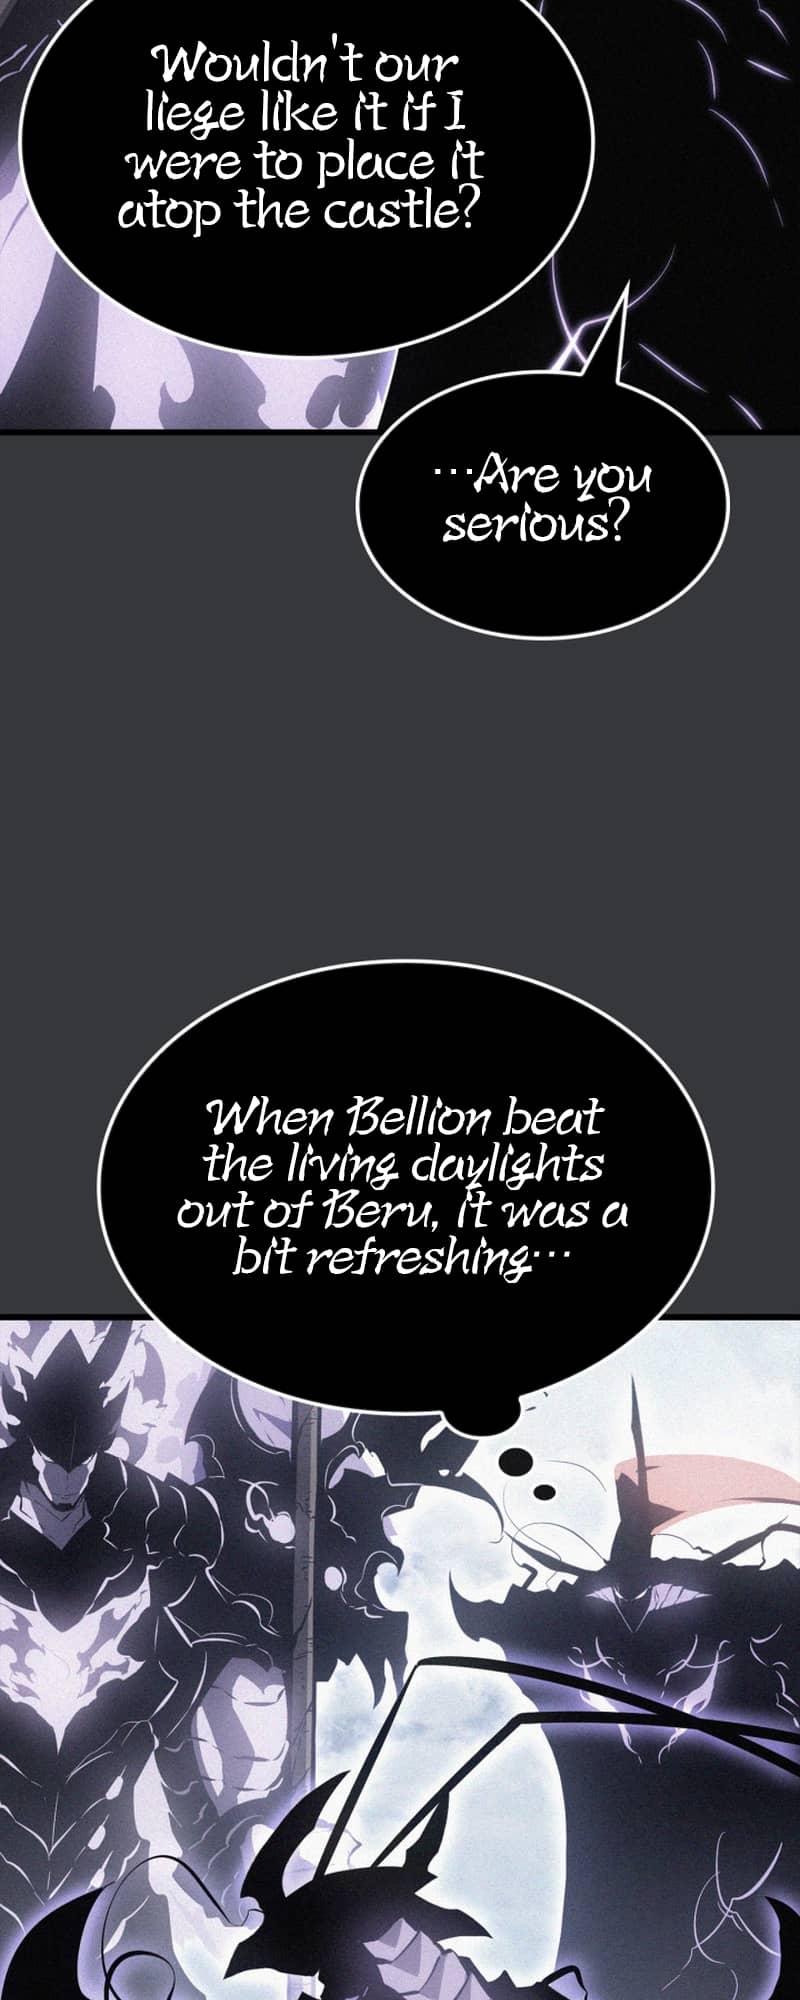 Wouldn't our
liege like it if I
were to place it
atop the castle?
...Are you
serious?
When Bellion beat
the living daylights
out of Beru, it was a
bit refreshing...